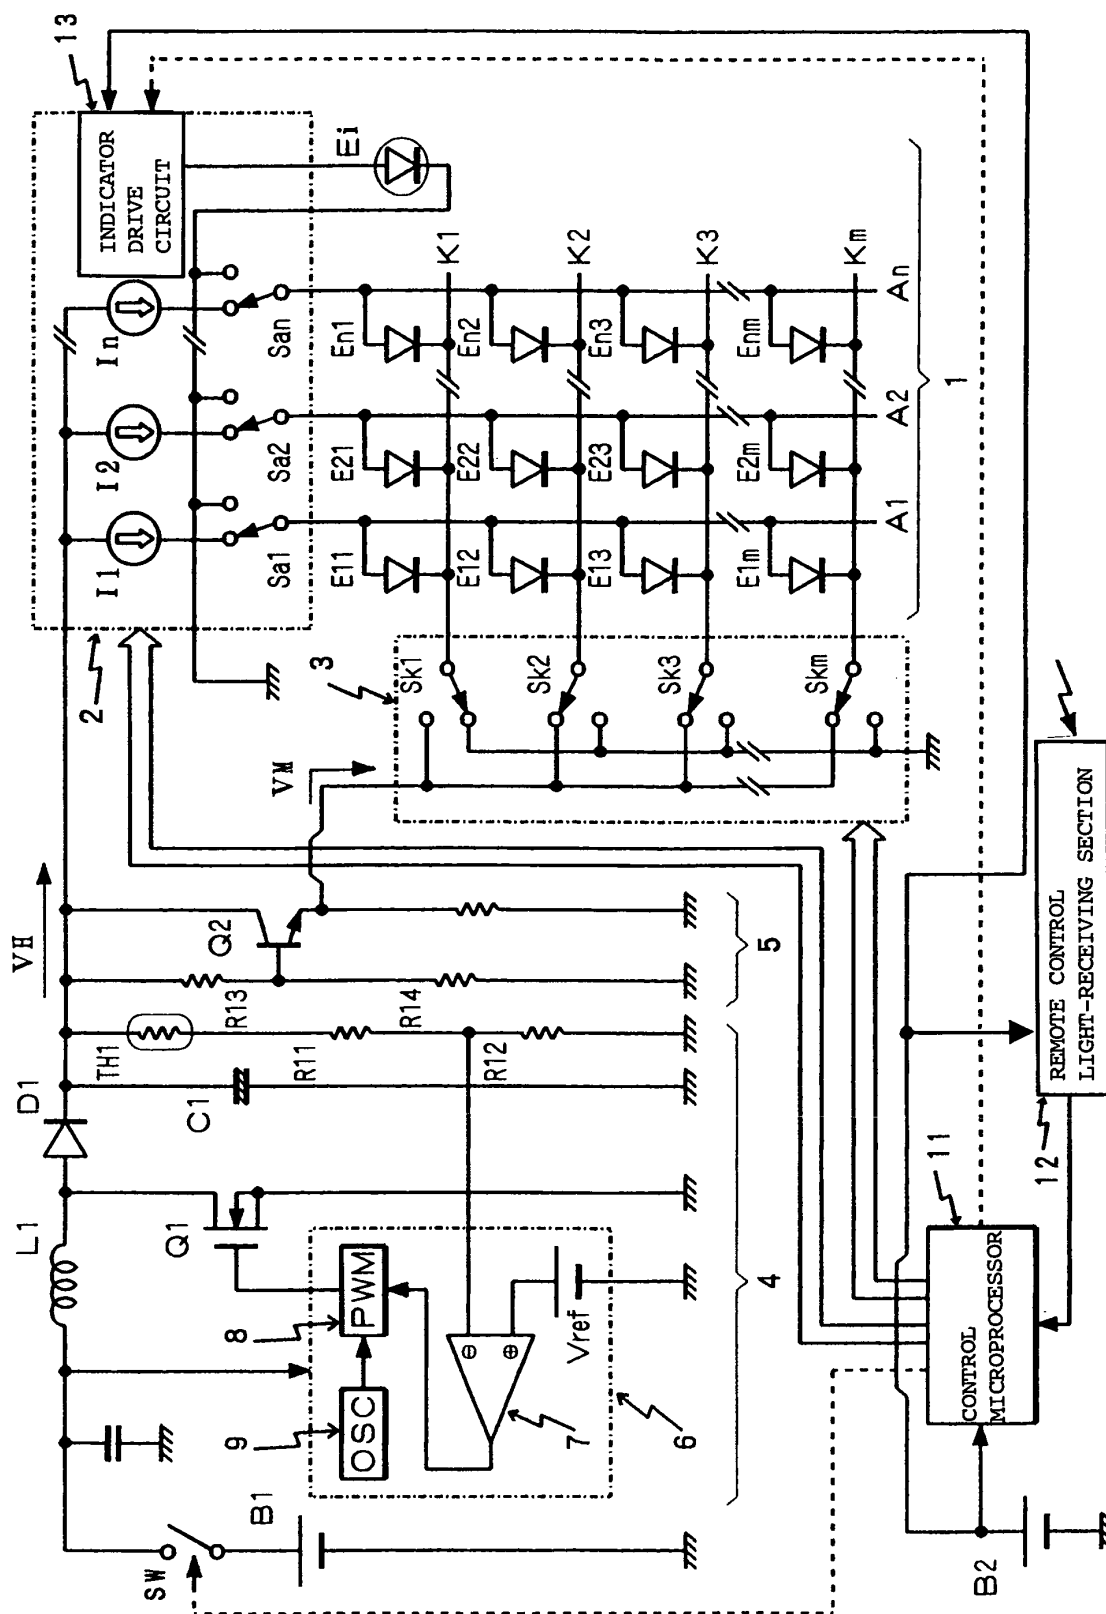 VH
L1
D1
SW
B1
Q1
C1
TH1
R11
R12
R13
R14
Q2
OSC
PWM
Vref
⊖
⊕
9
8
7
6
4
5
VM
2
I1
I2
In
INDICATOR
DRIVE
CIRCUIT
13
Sa1
Sa2
San
Ei
3
Sk1
Sk2
Sk3
Skm
E11
E21
En1
K1
E12
E22
En2
K2
E13
E23
En3
K3
E1m
E2m
Enm
Km
A1
A2
An
1
B2
CONTROL
MICROPROCESSOR
11
12
REMOTE CONTROL
LIGHT-RECEIVING SECTION